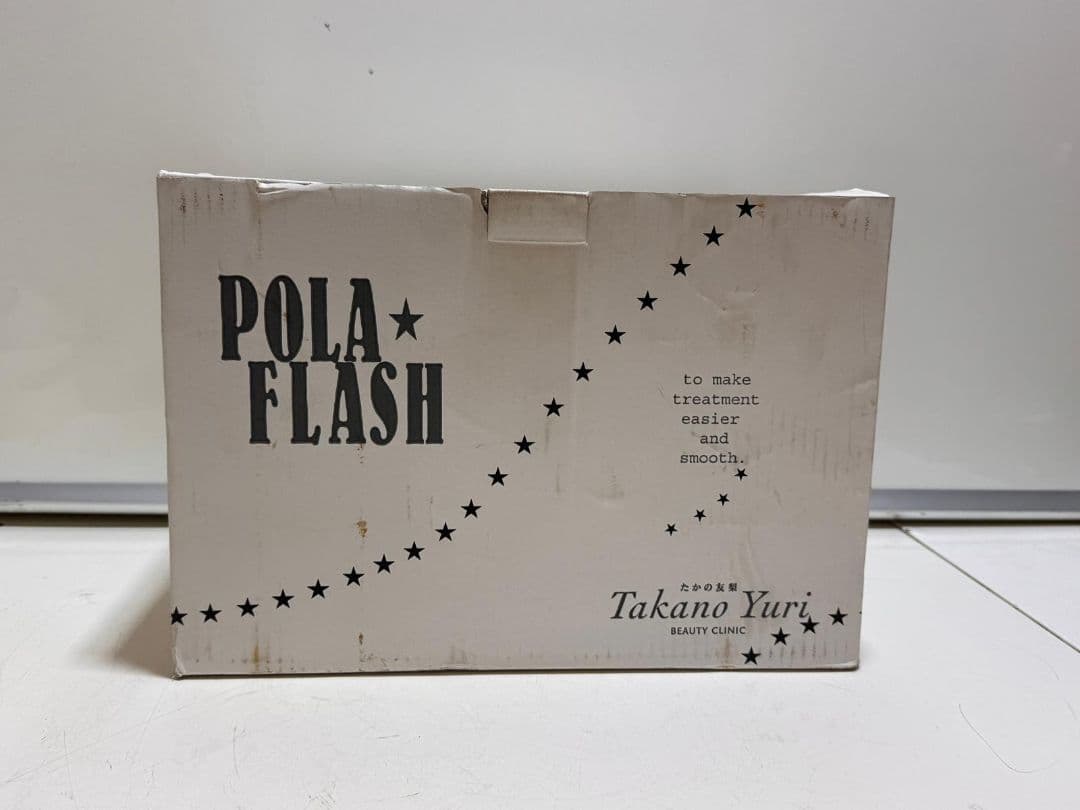 POLA★
FLASH
to make
treatment
easier
and
smooth.
たかの友梨
Takano Yuri
BEAUTY CLINIC